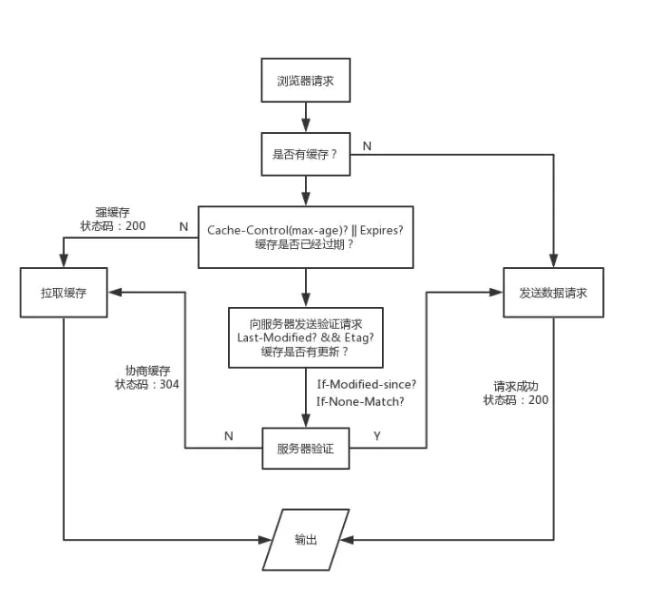 浏览器请求
是否有缓存？
N
强缓存
状态码：200
N
Cache-Control(max-age)? || Expires?
缓存是否已经过期？
拉取缓存
发送数据请求
向服务器发送验证请求
Last-Modified? && Etag?
缓存是否有更新？
协商缓存
状态码：304
If-Modified-since?
If-None-Match?
请求成功
状态码：200
N
服务器验证
Y
输出